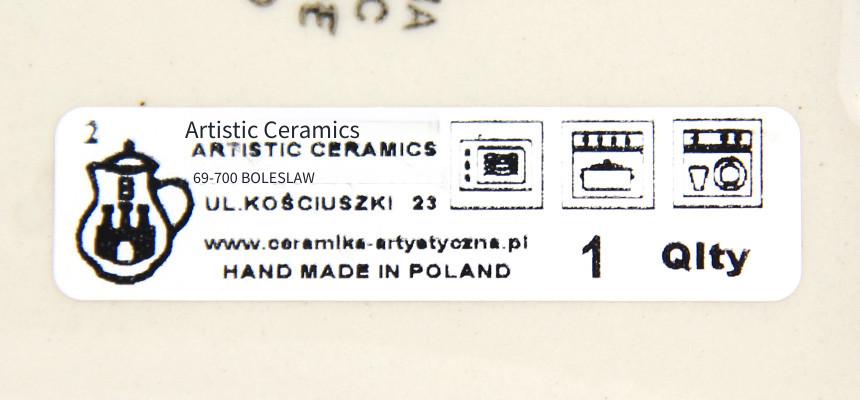 2
Artistic Ceramics
ARTISTIC CERAMICS
69-700 BOLESLAW
UL.KOŚCIUSZKI 23
www.ceramika-artystyczna.pl
HAND MADE IN POLAND
1 Qlty
B